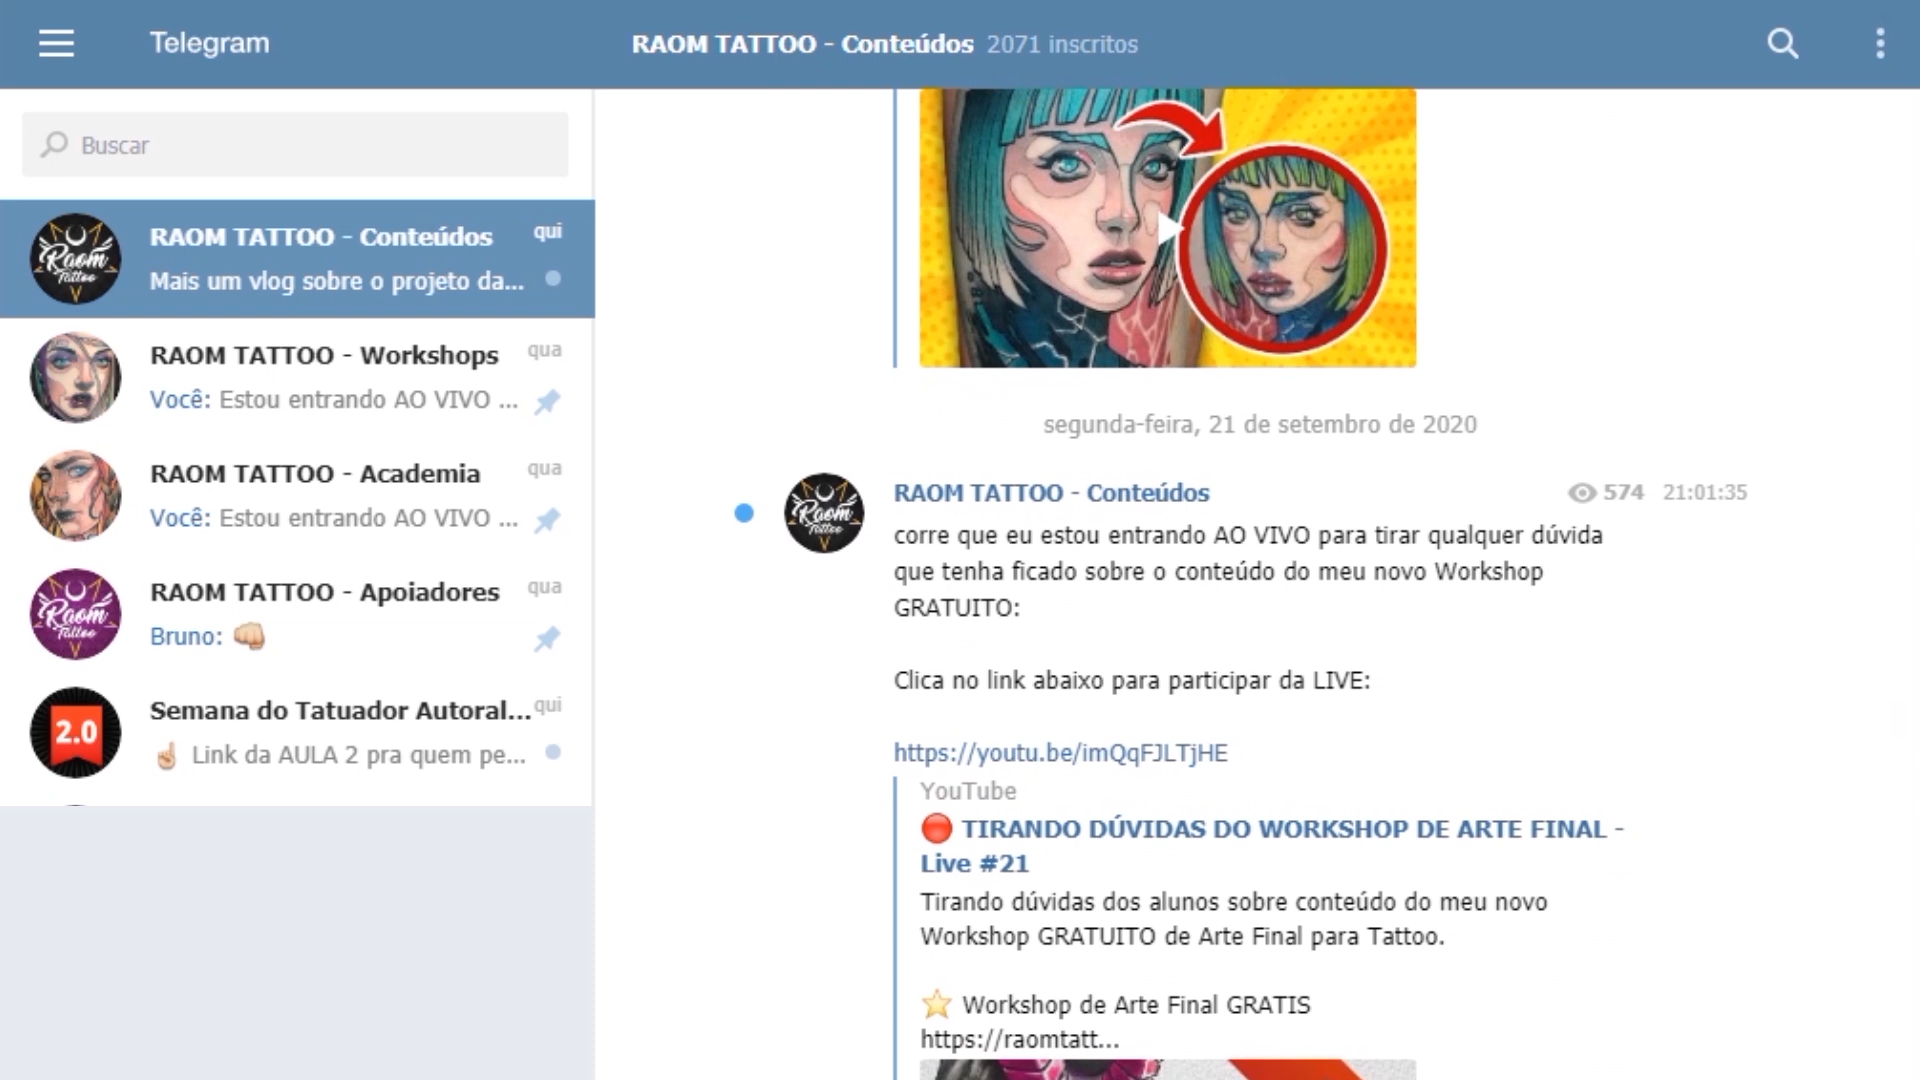 Telegram
RAOM TATTOO - Conteúdos 2071 inscritos
Buscar
Raom Tattoo
RAOM TATTOO - Conteúdos qui
Mais um vlog sobre o projeto da...
RAOM TATTOO - Workshops qua
Você: Estou entrando AO VIVO ...
RAOM TATTOO - Academia qua
Você: Estou entrando AO VIVO ...
Raom Tattoo
RAOM TATTOO - Apoiadores qua
Bruno: 👊
2.0
Semana do Tatuador Autoral... qui
☝ Link da AULA 2 pra quem pe...
segunda-feira, 21 de setembro de 2020
Raom Tattoo
RAOM TATTOO - Conteúdos 574 21:01:35
corre que eu estou entrando AO VIVO para tirar qualquer dúvida
que tenha ficado sobre o conteúdo do meu novo Workshop
GRATUITO:
Clica no link abaixo para participar da LIVE:
https://youtu.be/imQqFJLTjHE
YouTube
🔴 TIRANDO DÚVIDAS DO WORKSHOP DE ARTE FINAL -
Live #21
Tirando dúvidas dos alunos sobre conteúdo do meu novo
Workshop GRATUITO de Arte Final para Tattoo.
⭐ Workshop de Arte Final GRATIS
https://raomtatt...